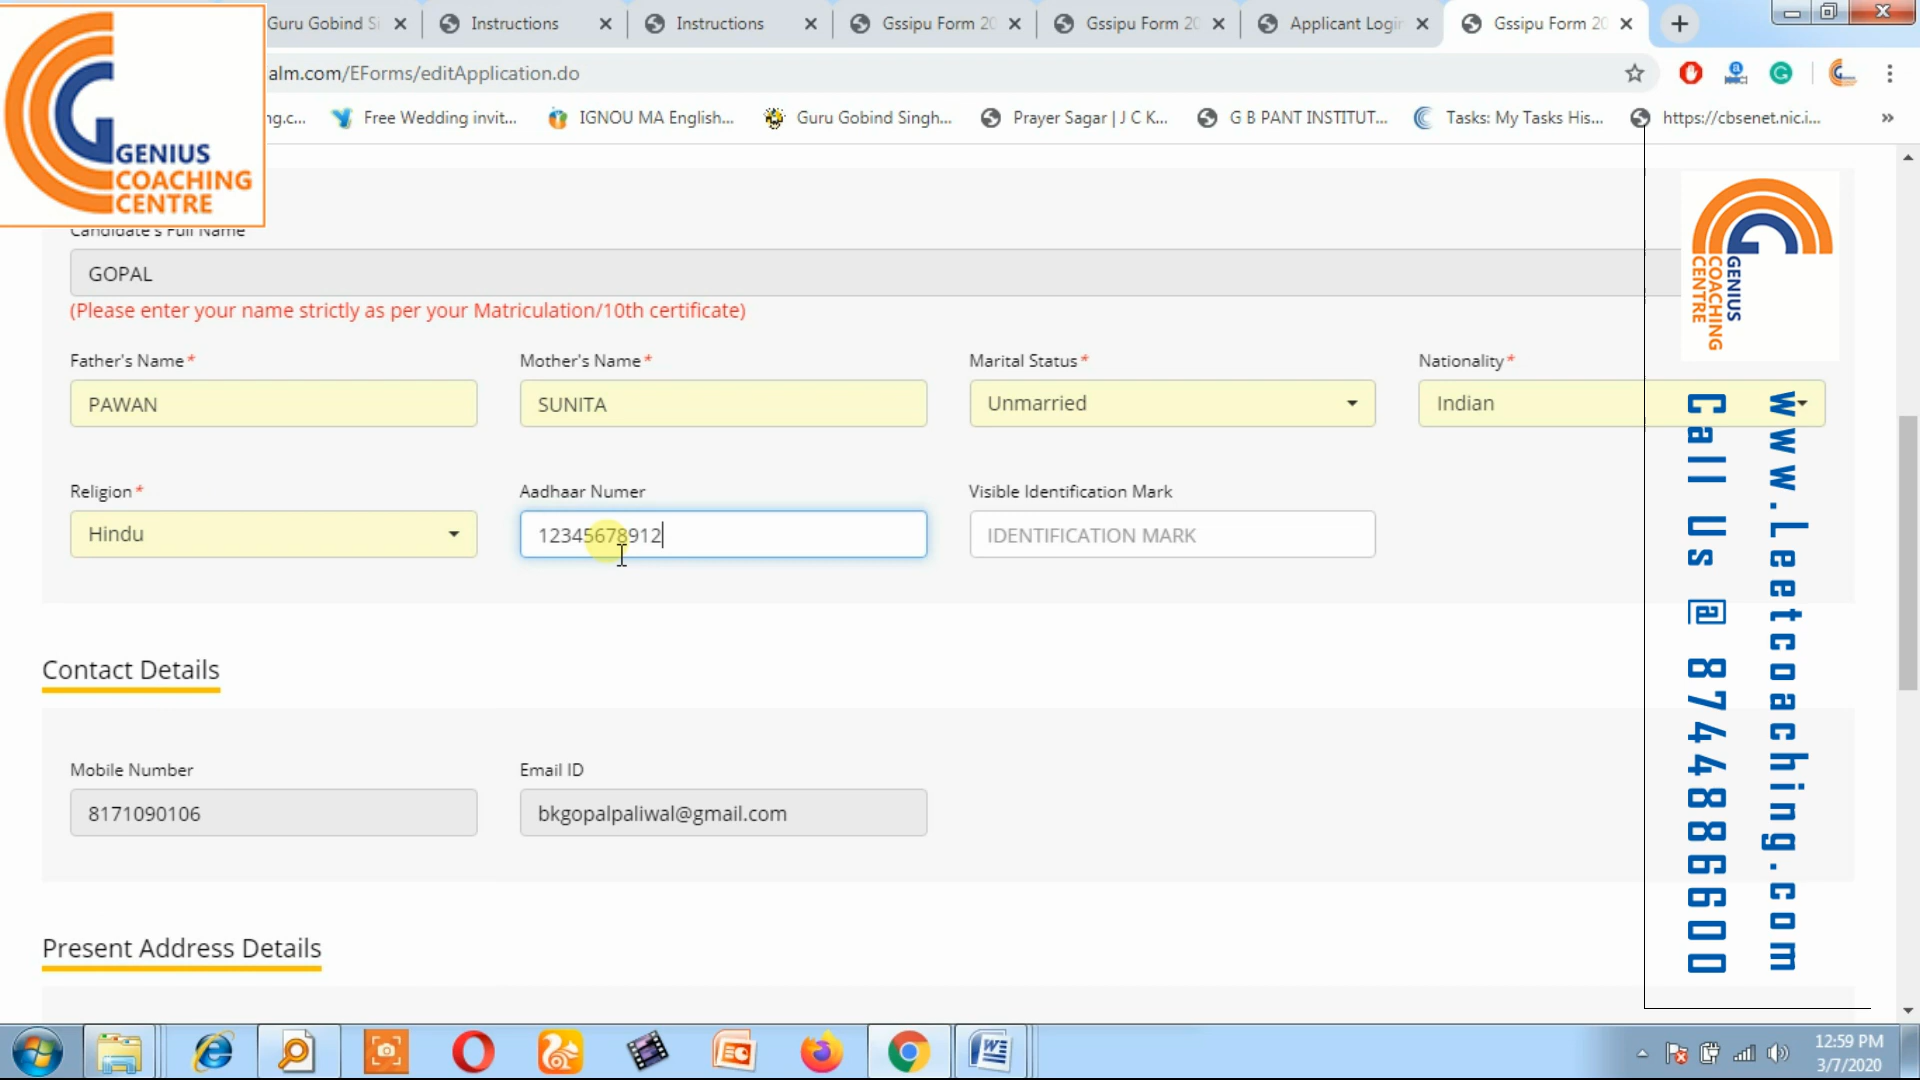 Guru Gobind Si
Instructions
Instructions
Gssipu Form 20
Gssipu Form 20
Applicant Login
Gssipu Form 20
alm.com/EForms/editApplication.do
ng.c...
Free Wedding invit...
IGNOU MA English...
Guru Gobind Singh...
Prayer Sagar | J C K...
G B PANT INSTITUT...
Tasks: My Tasks His...
https://cbsenet.nic.i...
»
GENIUS
COACHING
CENTRE
Candidate's Full Name
GOPAL
(Please enter your name strictly as per your Matriculation/10th certificate)
Father's Name*
Mother's Name*
Marital Status*
Nationality*
PAWAN
SUNITA
Unmarried
Indian
Religion*
Aadhaar Numer
Visible Identification Mark
Hindu
12345678912
IDENTIFICATION MARK
Contact Details
Mobile Number
Email ID
8171090106
bkgopalpaliwal@gmail.com
Present Address Details
GENIUS
COACHING
CENTRE
www.Leetcoaching.com
Call Us @ 8744886600
12:59 PM
3/7/2020